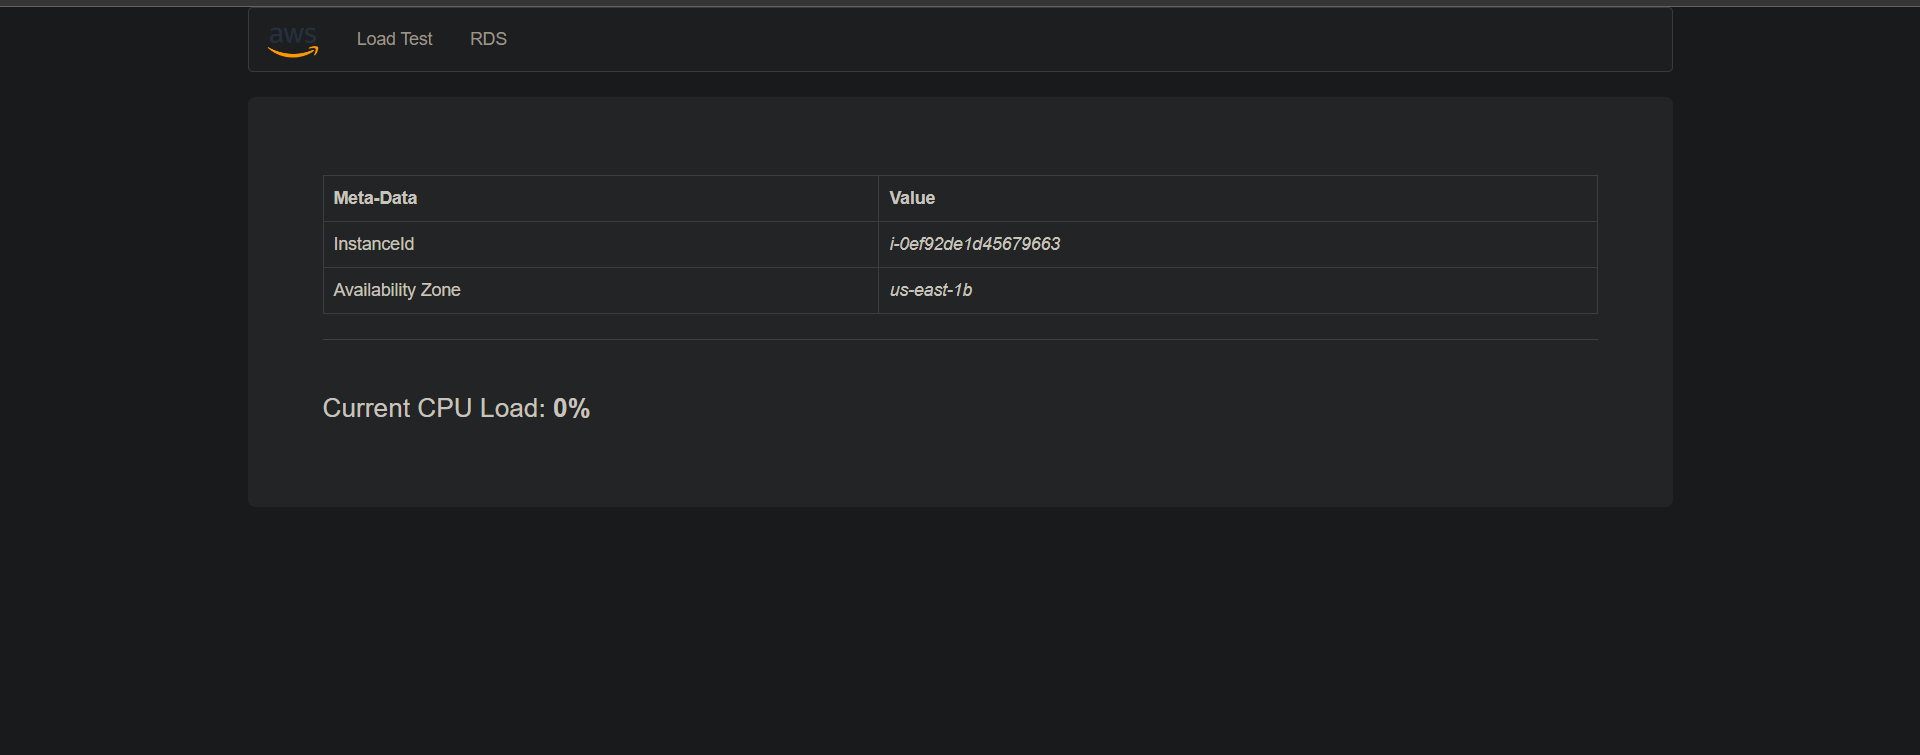 aws Load Test RDS
Meta-Data Value
InstanceId i-0ef92de1d45679663
Availability Zone us-east-1b
Current CPU Load: 0%